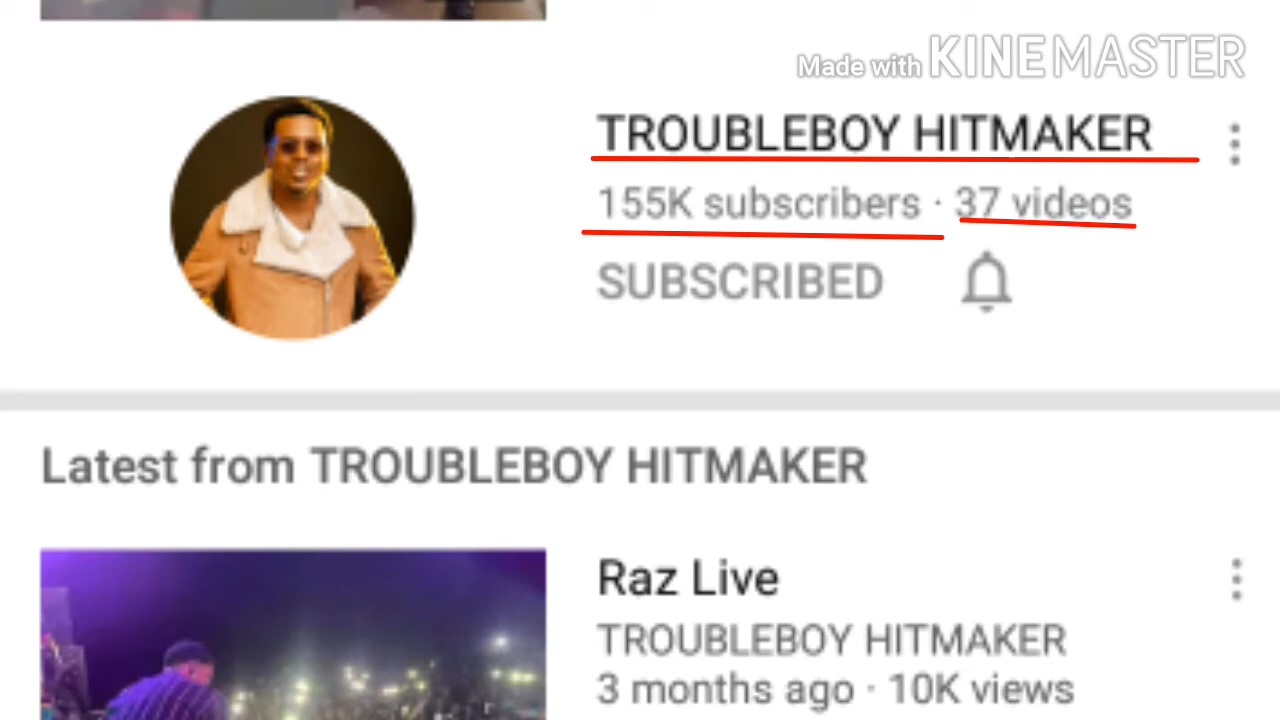 Made with KINEMASTER
TROUBLEBOY HITMAKER
155K subscribers · 37 videos
SUBSCRIBED
Latest from TROUBLEBOY HITMAKER
Raz Live
TROUBLEBOY HITMAKER
3 months ago · 10K views